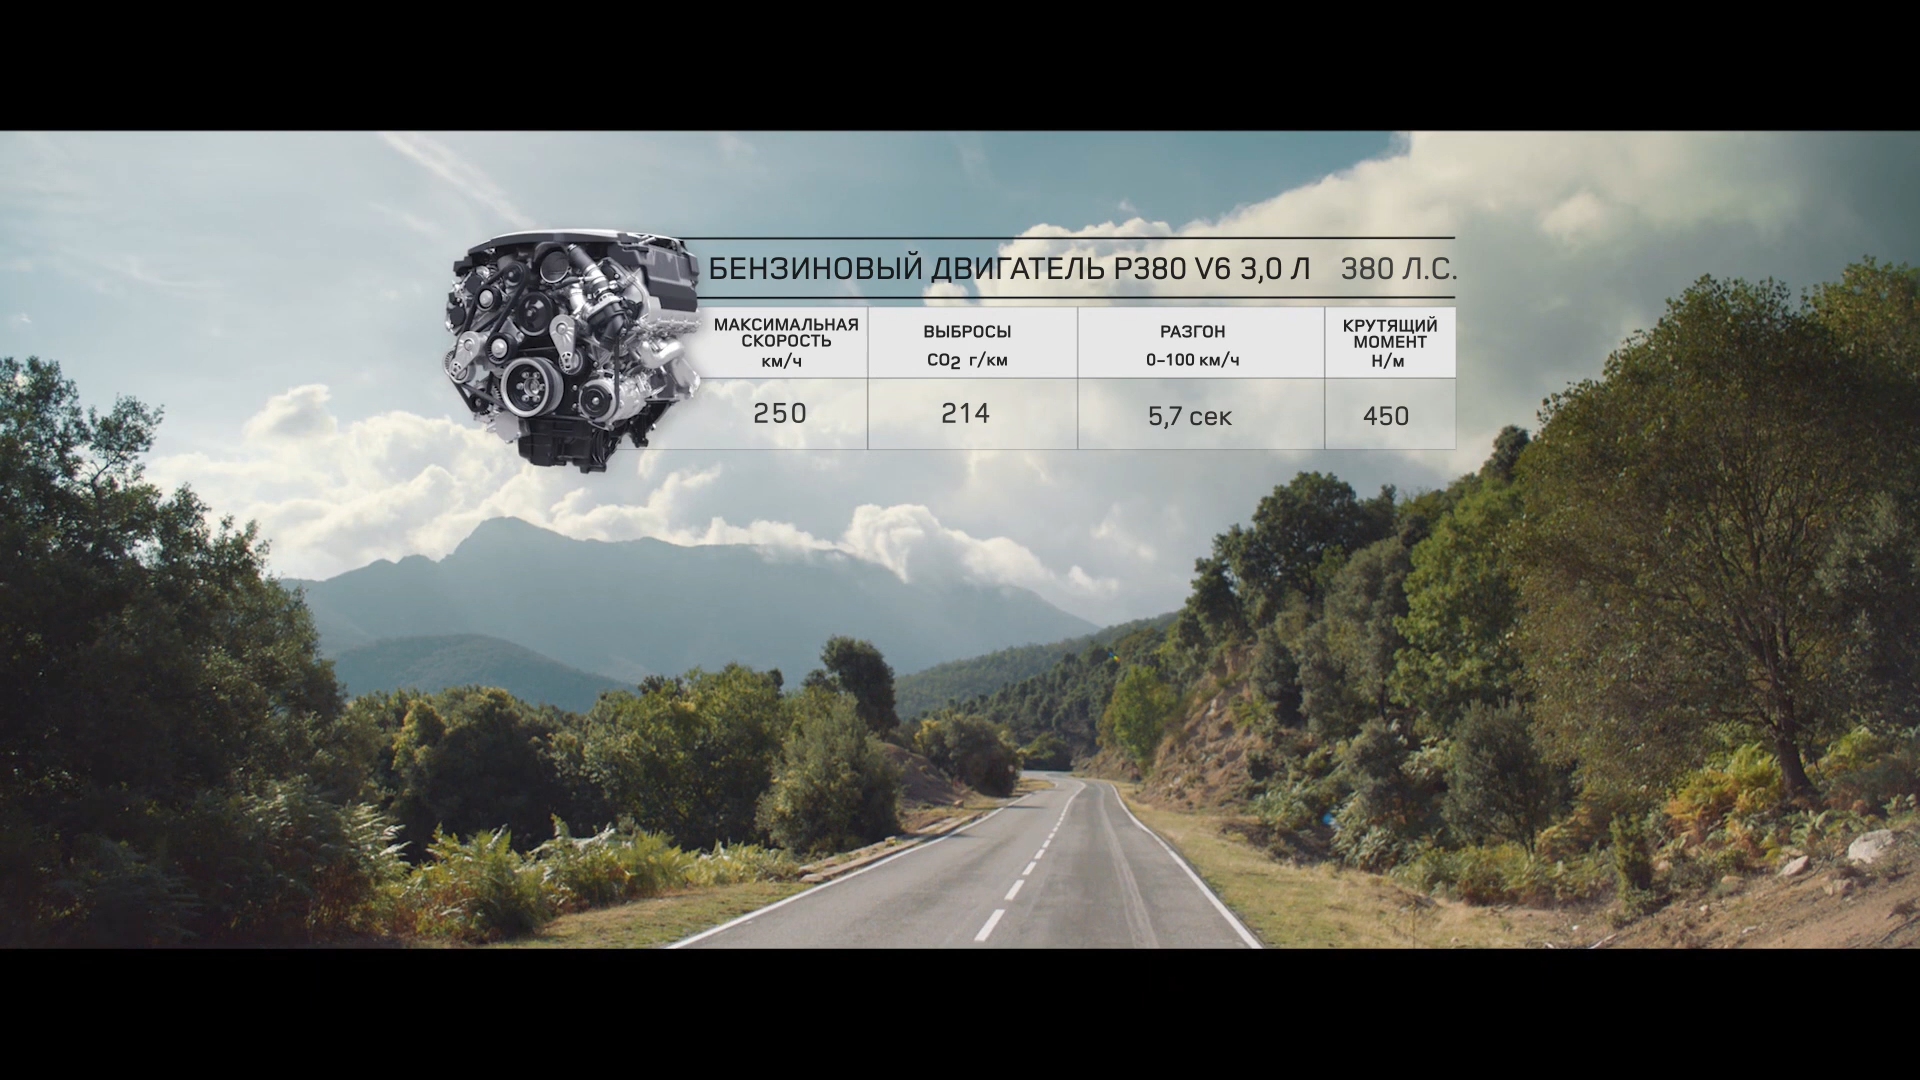 БЕНЗИНОВЫЙ ДВИГАТЕЛЬ P380 V6 3,0 Л 380 Л.С.
МАКСИМАЛЬНАЯ СКОРОСТЬ км/ч
ВЫБРОСЫ CO2 г/км
РАЗГОН 0–100 км/ч
КРУТЯЩИЙ МОМЕНТ Н/м
250 214 5,7 сек 450